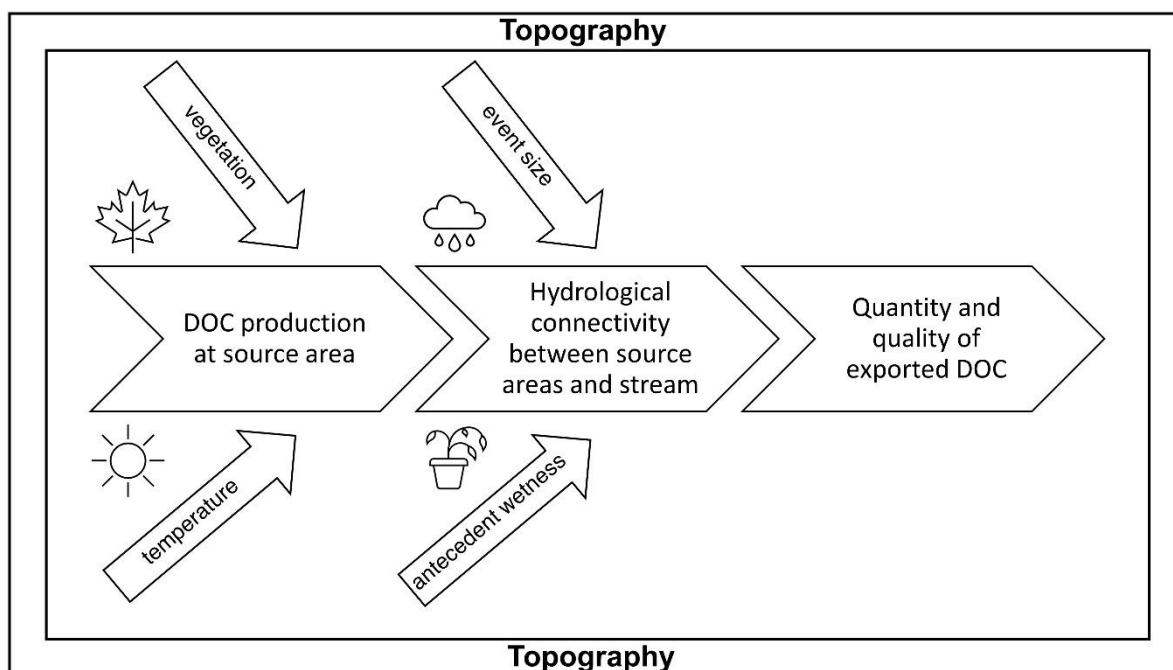 Topography
vegetation
event size
DOC production
at source area
Hydrological
connectivity
between source
areas and stream
Quantity and
quality of
exported DOC
temperature
antecedent wetness
Topography